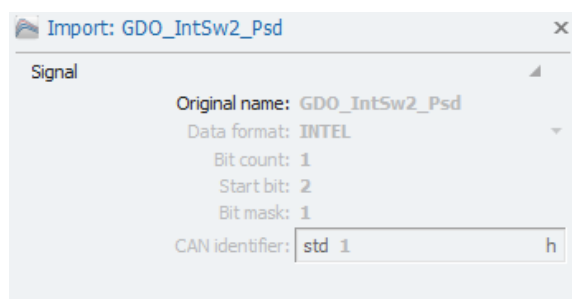 Import: GDO_IntSw2_Psd
Signal
Original name: GDO_IntSw2_Psd
Data format: INTEL
Bit count: 1
Start bit: 2
Bit mask: 1
CAN identifier: std 1 h